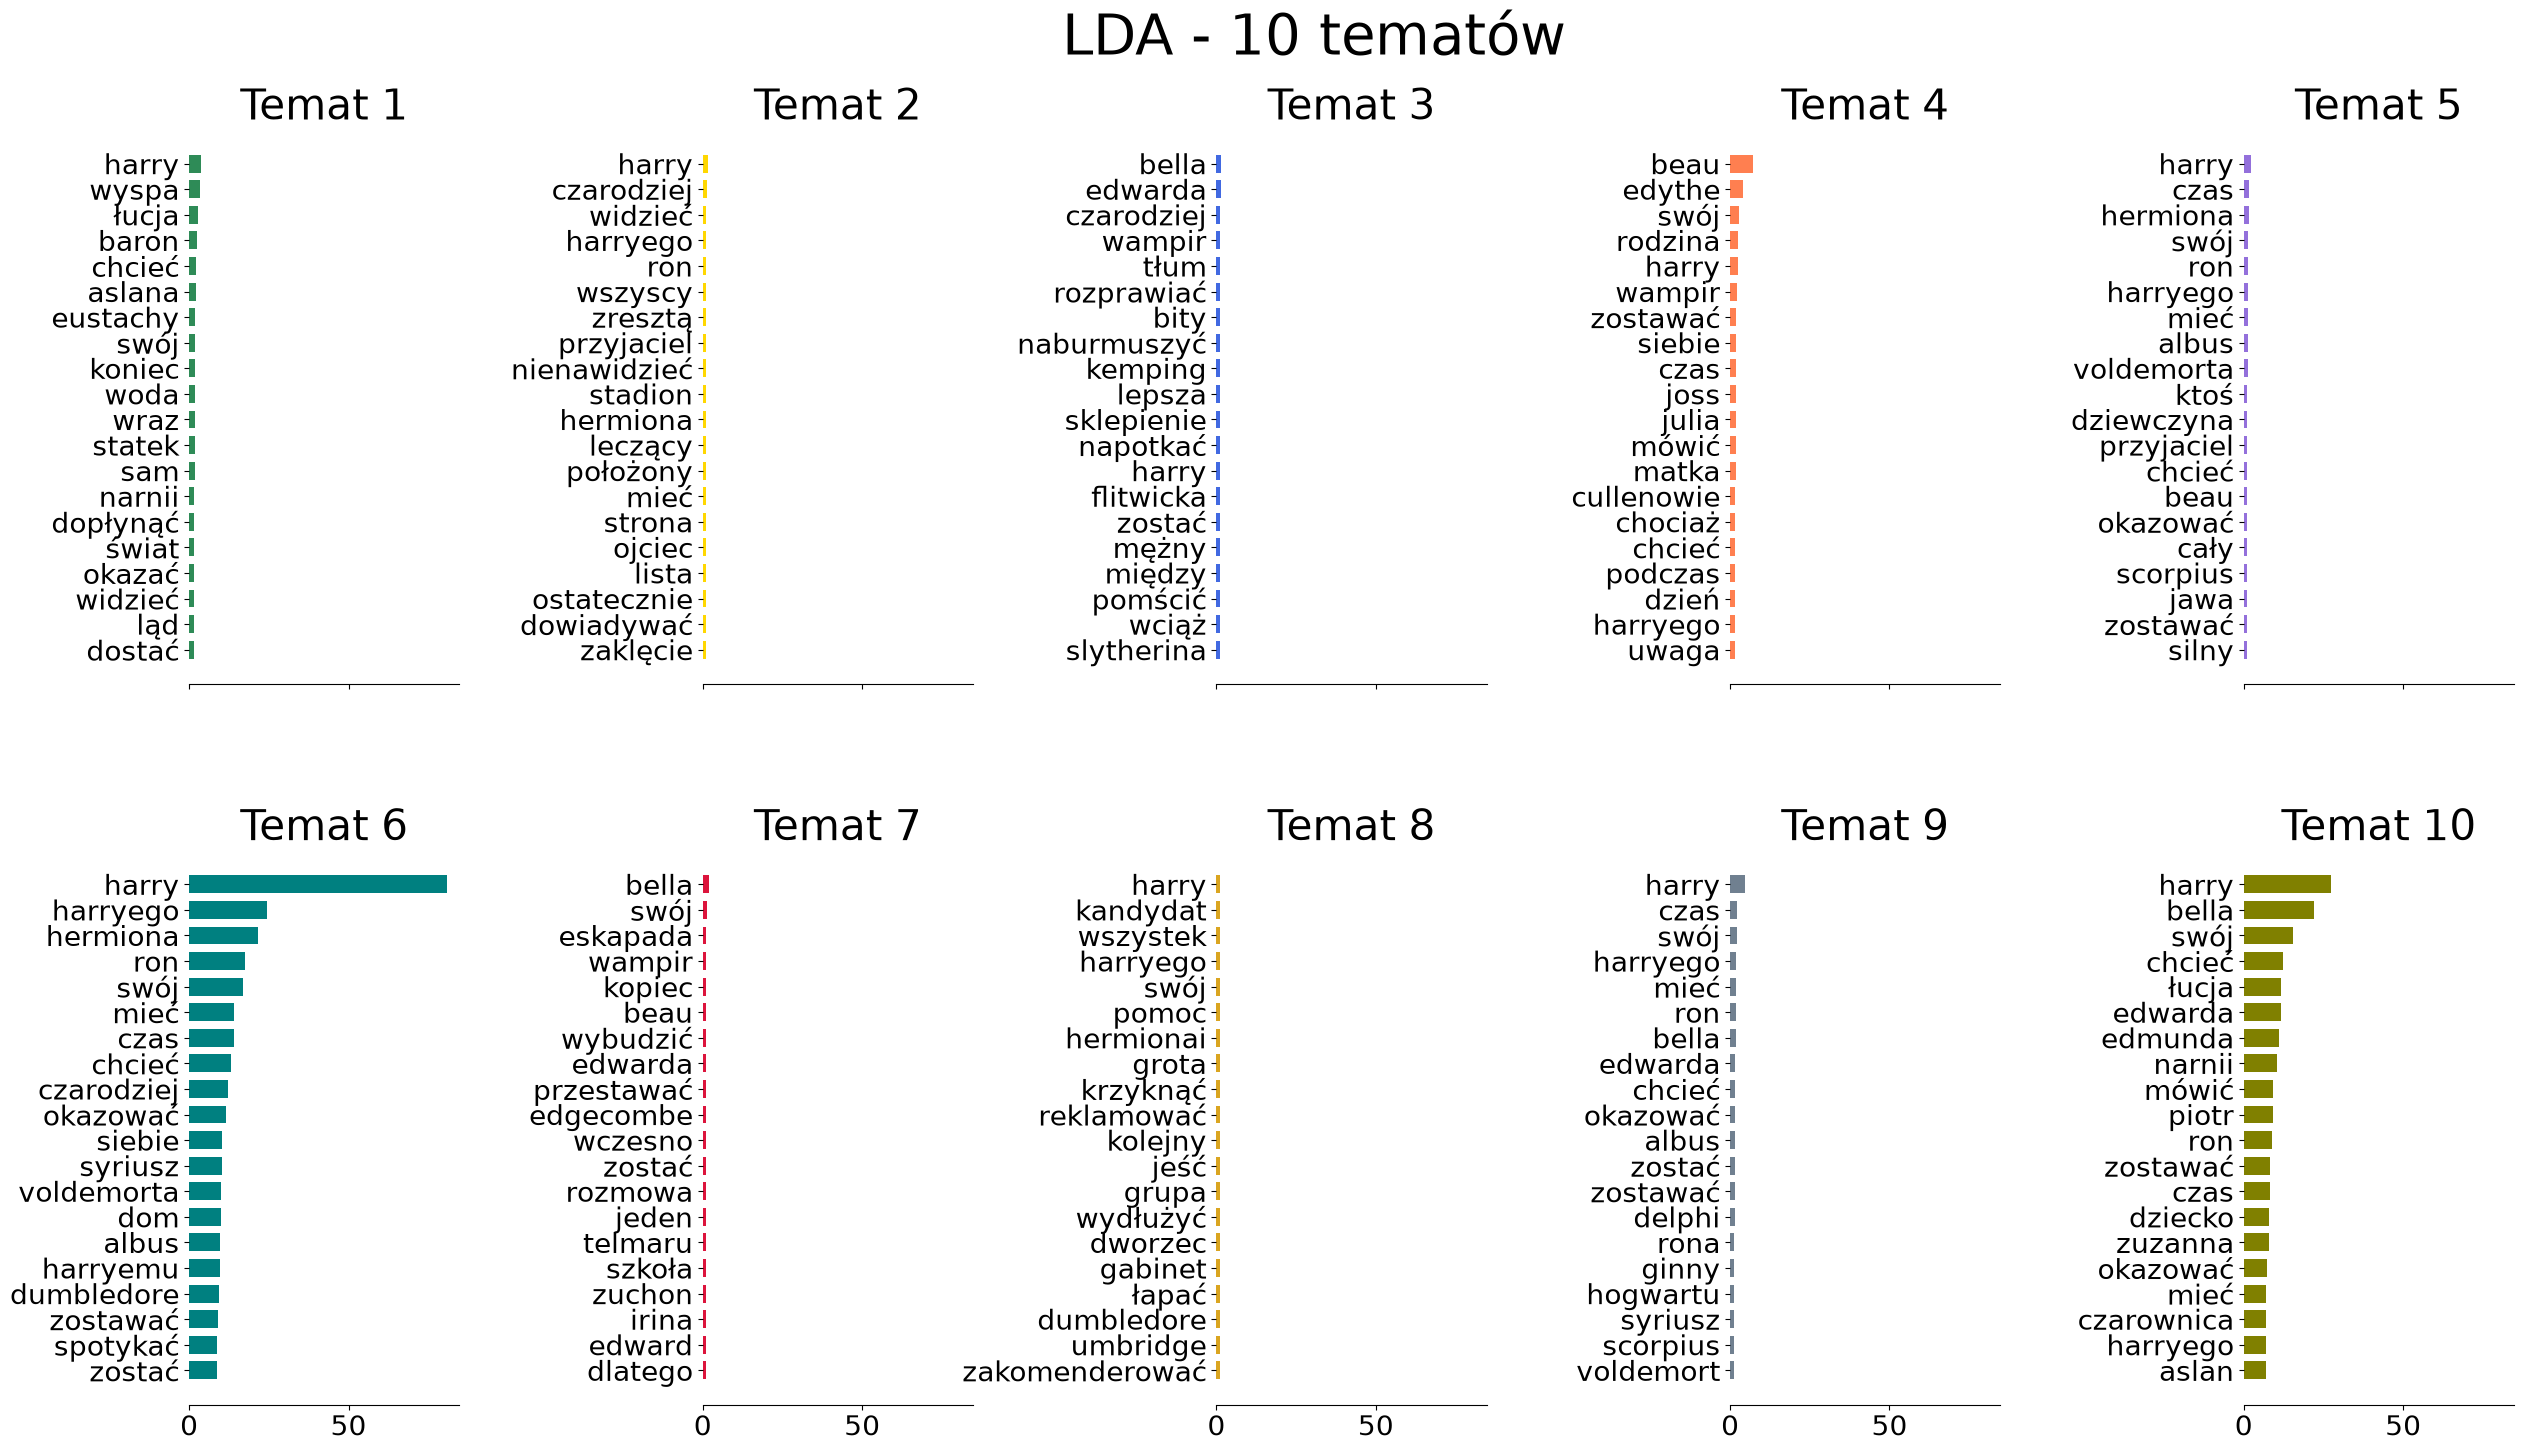 LDA - 10 tematów
Temat 1
harry
wyspa
łucja
baron
chcieć
aslana
eustachy
swój
koniec
woda
wraz
statek
sam
narnii
dopłynąć
świat
okazać
widzieć
ląd
dostać
Temat 2
harry
czarodziej
widzieć
harryego
ron
wszyscy
zresztą
przyjaciel
nienawidzieć
stadion
hermiona
leczący
położony
mieć
strona
ojciec
lista
ostatecznie
dowiadywać
zaklęcie
Temat 3
bella
edwarda
czarodziej
wampir
tłum
rozprawiać
bity
naburmuszyć
kemping
lepsza
sklepienie
napotkać
harry
flitwicka
zostać
mężny
między
pomścić
wciąż
slytherina
Temat 4
beau
edythe
swój
rodzina
harry
wampir
zostawać
siebie
czas
joss
julia
mówić
matka
cullenowie
chociaż
chcieć
podczas
dzień
harryego
uwaga
Temat 5
harry
czas
hermiona
swój
ron
harryego
mieć
albus
voldemorta
ktoś
dziewczyna
przyjaciel
chcieć
beau
okazować
cały
scorpius
jawa
zostawać
silny
Temat 6
harry
harryego
hermiona
ron
swój
mieć
czas
chcieć
czarodziej
okazować
siebie
syriusz
voldemorta
dom
albus
harryemu
dumbledore
zostawać
spotykać
zostać
0 50
Temat 7
bella
swój
eskapada
wampir
kopiec
beau
wybudzić
edwarda
przestawać
edgecombe
wczesno
zostać
rozmowa
jeden
telmaru
szkoła
zuchon
irina
edward
dlatego
0 50
Temat 8
harry
kandydat
wszystek
harryego
swój
pomoc
hermionai
grota
krzyknąć
reklamować
kolejny
jeść
grupa
wydłużyć
dworzec
gabinet
łapać
dumbledore
umbridge
zakomenderować
0 50
Temat 9
harry
czas
swój
harryego
mieć
ron
bella
edwarda
chcieć
okazować
albus
zostać
zostawać
delphi
rona
ginny
hogwartu
syriusz
scorpius
voldemort
0 50
Temat 10
harry
bella
swój
chcieć
łucja
edwarda
edmunda
narnii
mówić
piotr
ron
zostawać
czas
dziecko
zuzanna
okazować
mieć
czarownica
harryego
aslan
0 50